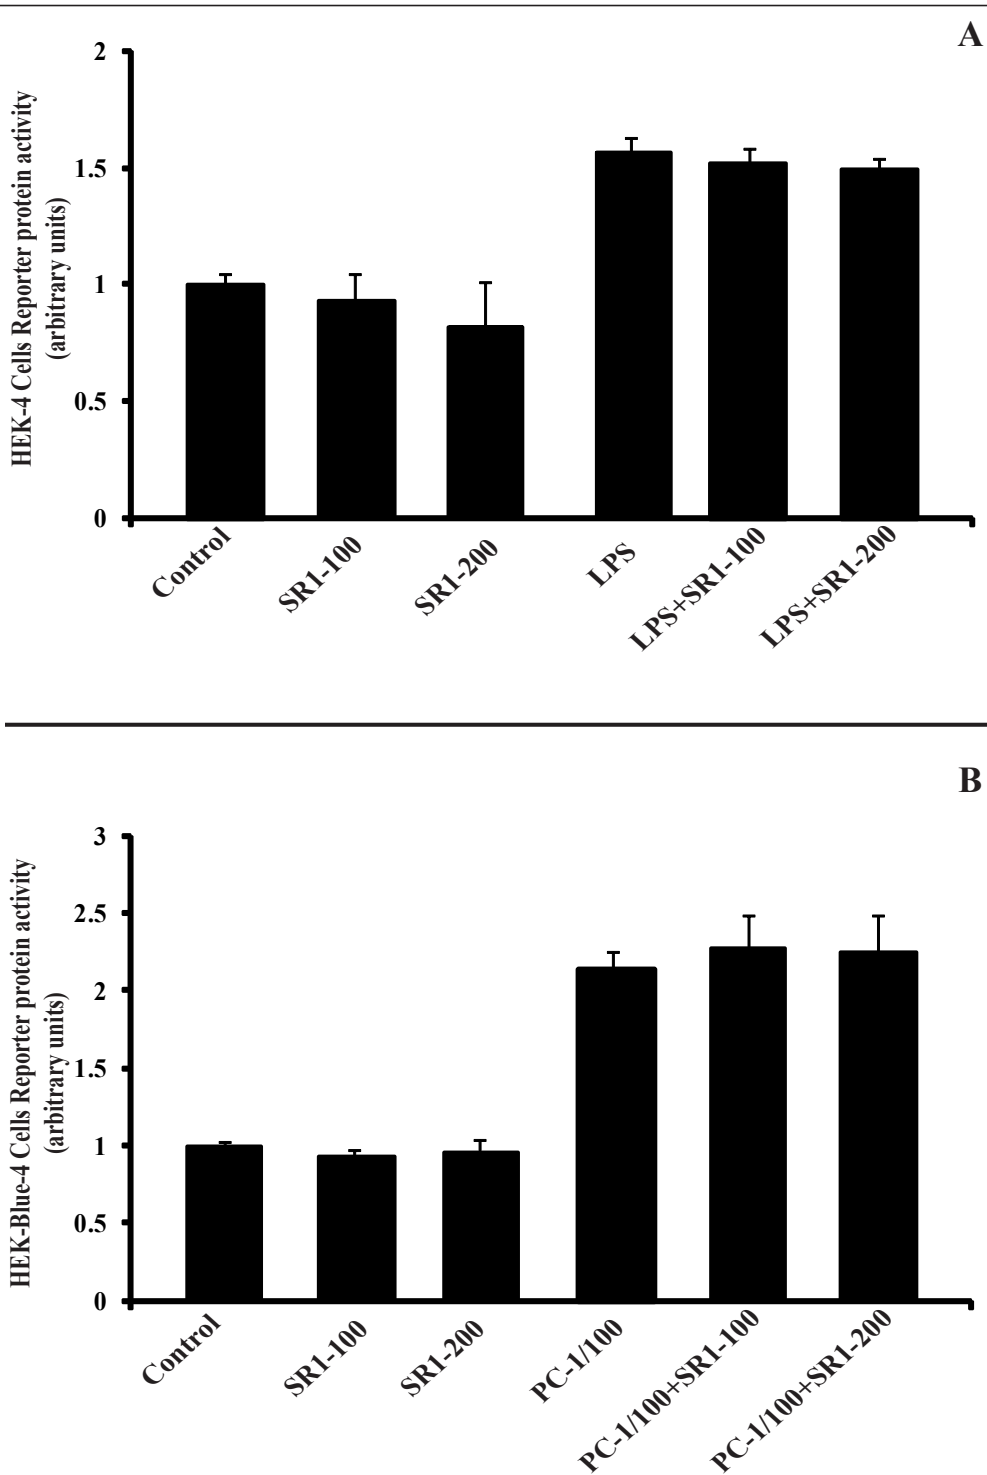 A
HEK-4 Cells Reporter protein activity
(arbitrary units)
2
1.5
1
0.5
0
Control
SR1-100
SR1-200
LPS
LPS+SR1-100
LPS+SR1-200
B
HEK-Blue-4 Cells Reporter protein activity
(arbitrary units)
3
2.5
2
1.5
1
0.5
0
Control
SR1-100
SR1-200
PC-1/100
PC-1/100+SR1-100
PC-1/100+SR1-200